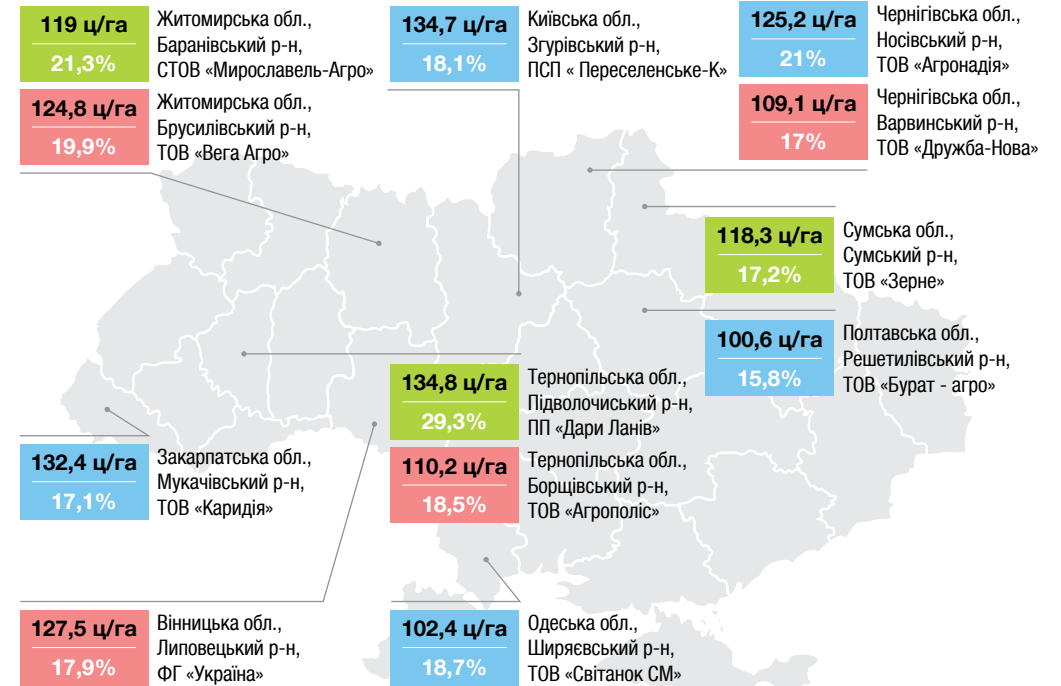 119 ц/га
21,3%
Житомирська обл.,
Баранівський р-н,
СТОВ «Мирославель-Агро»
124,8 ц/га
19,9%
Житомирська обл.,
Брусилівський р-н,
ТОВ «Вега Агро»
134,7 ц/га
18,1%
Київська обл.,
Згурівський р-н,
ПСП « Переселенське-К»
125,2 ц/га
21%
Чернігівська обл.,
Носівський р-н,
ТОВ «Агронадія»
109,1 ц/га
17%
Чернігівська обл.,
Варвинський р-н,
ТОВ «Дружба-Нова»
118,3 ц/га
17,2%
Сумська обл.,
Сумський р-н,
ТОВ «Зерне»
100,6 ц/га
15,8%
Полтавська обл.,
Решетилівський р-н,
ТОВ «Бурат - агро»
134,8 ц/га
29,3%
Тернопільська обл.,
Підволочиський р-н,
ПП «Дари Ланів»
110,2 ц/га
18,5%
Тернопільська обл.,
Борщівський р-н,
ТОВ «Агрополіс»
132,4 ц/га
17,1%
Закарпатська обл.,
Мукачівський р-н,
ТОВ «Каридія»
127,5 ц/га
17,9%
Вінницька обл.,
Липовецький р-н,
ФГ «Україна»
102,4 ц/га
18,7%
Одеська обл.,
Ширяєвський р-н,
ТОВ «Світанок СМ»